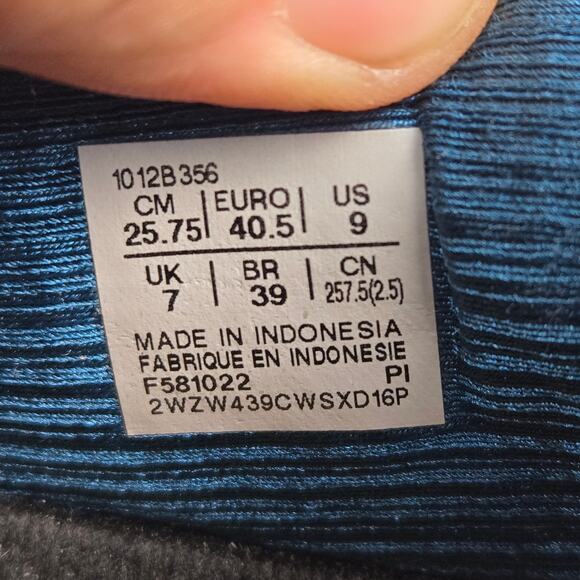 1012B356
CM | EURO | US
25.75 | 40.5 | 9
UK | BR | CN
7 | 39 | 257.5(2.5)
MADE IN INDONESIA
FABRIQUE EN INDONESIE
F581022 PI
2WZW439CWSXD16P